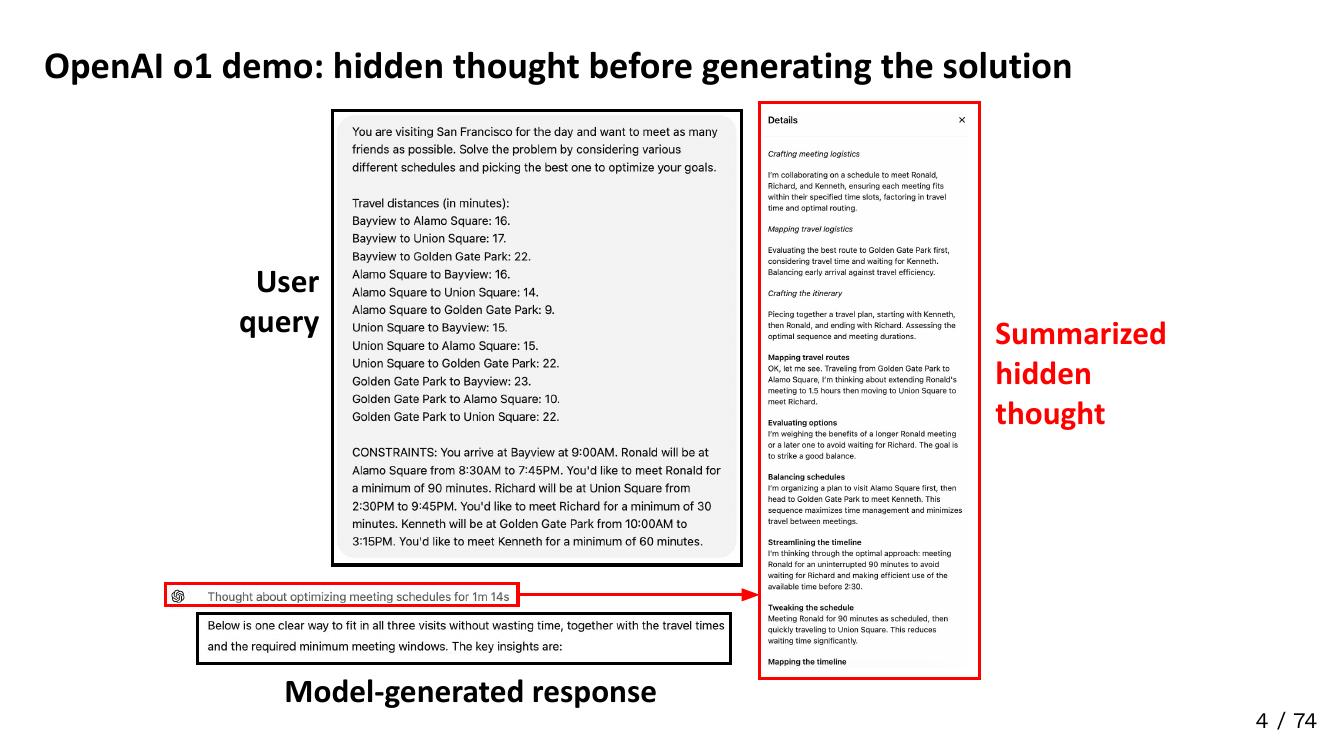 OpenAI o1 demo: hidden thought before generating the solution
User
query
You are visiting San Francisco for the day and want to meet as many
friends as possible. Solve the problem by considering various
different schedules and picking the best one to optimize your goals.
Travel distances (in minutes):
Bayview to Alamo Square: 16.
Bayview to Union Square: 17.
Bayview to Golden Gate Park: 22.
Alamo Square to Bayview: 16.
Alamo Square to Union Square: 14.
Alamo Square to Golden Gate Park: 9.
Union Square to Bayview: 15.
Union Square to Alamo Square: 15.
Union Square to Golden Gate Park: 22.
Golden Gate Park to Bayview: 23.
Golden Gate Park to Alamo Square: 10.
Golden Gate Park to Union Square: 22.
CONSTRAINTS: You arrive at Bayview at 9:00AM. Ronald will be at
Alamo Square from 8:30AM to 7:45PM. You'd like to meet Ronald for
a minimum of 90 minutes. Richard will be at Union Square from
2:30PM to 9:45PM. You'd like to meet Richard for a minimum of 30
minutes. Kenneth will be at Golden Gate Park from 10:00AM to
3:15PM. You'd like to meet Kenneth for a minimum of 60 minutes.
Thought about optimizing meeting schedules for 1m 14s
Below is one clear way to fit in all three visits without wasting time, together with the travel times
and the required minimum meeting windows. The key insights are:
Model-generated response
Details
Crafting meeting logistics
I'm collaborating on a schedule to meet Ronald,
Richard, and Kenneth, ensuring each meeting fits
within their specified time slots, factoring in travel
time and optimal routing.
Mapping travel logistics
Evaluating the best route to Golden Gate Park first,
considering travel time and waiting for Kenneth.
Balancing early arrival against travel efficiency.
Crafting the itinerary
Piecing together a travel plan, starting with Kenneth,
then Ronald, and ending with Richard. Assessing the
optimal sequence and meeting durations.
Mapping travel routes
OK, let me see. Traveling from Golden Gate Park to
Alamo Square, I'm thinking about extending Ronald's
meeting to 1.5 hours then moving to Union Square to
meet Richard.
Evaluating options
I'm weighing the benefits of a longer Ronald meeting
or a later one to avoid waiting for Richard. The goal is
to strike a good balance.
Balancing schedules
I'm organizing a plan to visit Alamo Square first, then
head to Golden Gate Park to meet Kenneth. This
sequence maximizes time management and minimizes
travel between meetings.
Streamlining the timeline
I'm thinking through the optimal approach: meeting
Ronald for an uninterrupted 90 minutes to avoid
waiting for Richard and making efficient use of the
available time before 2:30.
Tweaking the schedule
Meeting Ronald for 90 minutes as scheduled, then
quickly traveling to Union Square. This reduces
waiting time significantly.
Mapping the timeline
Summarized
hidden
thought
4 / 74